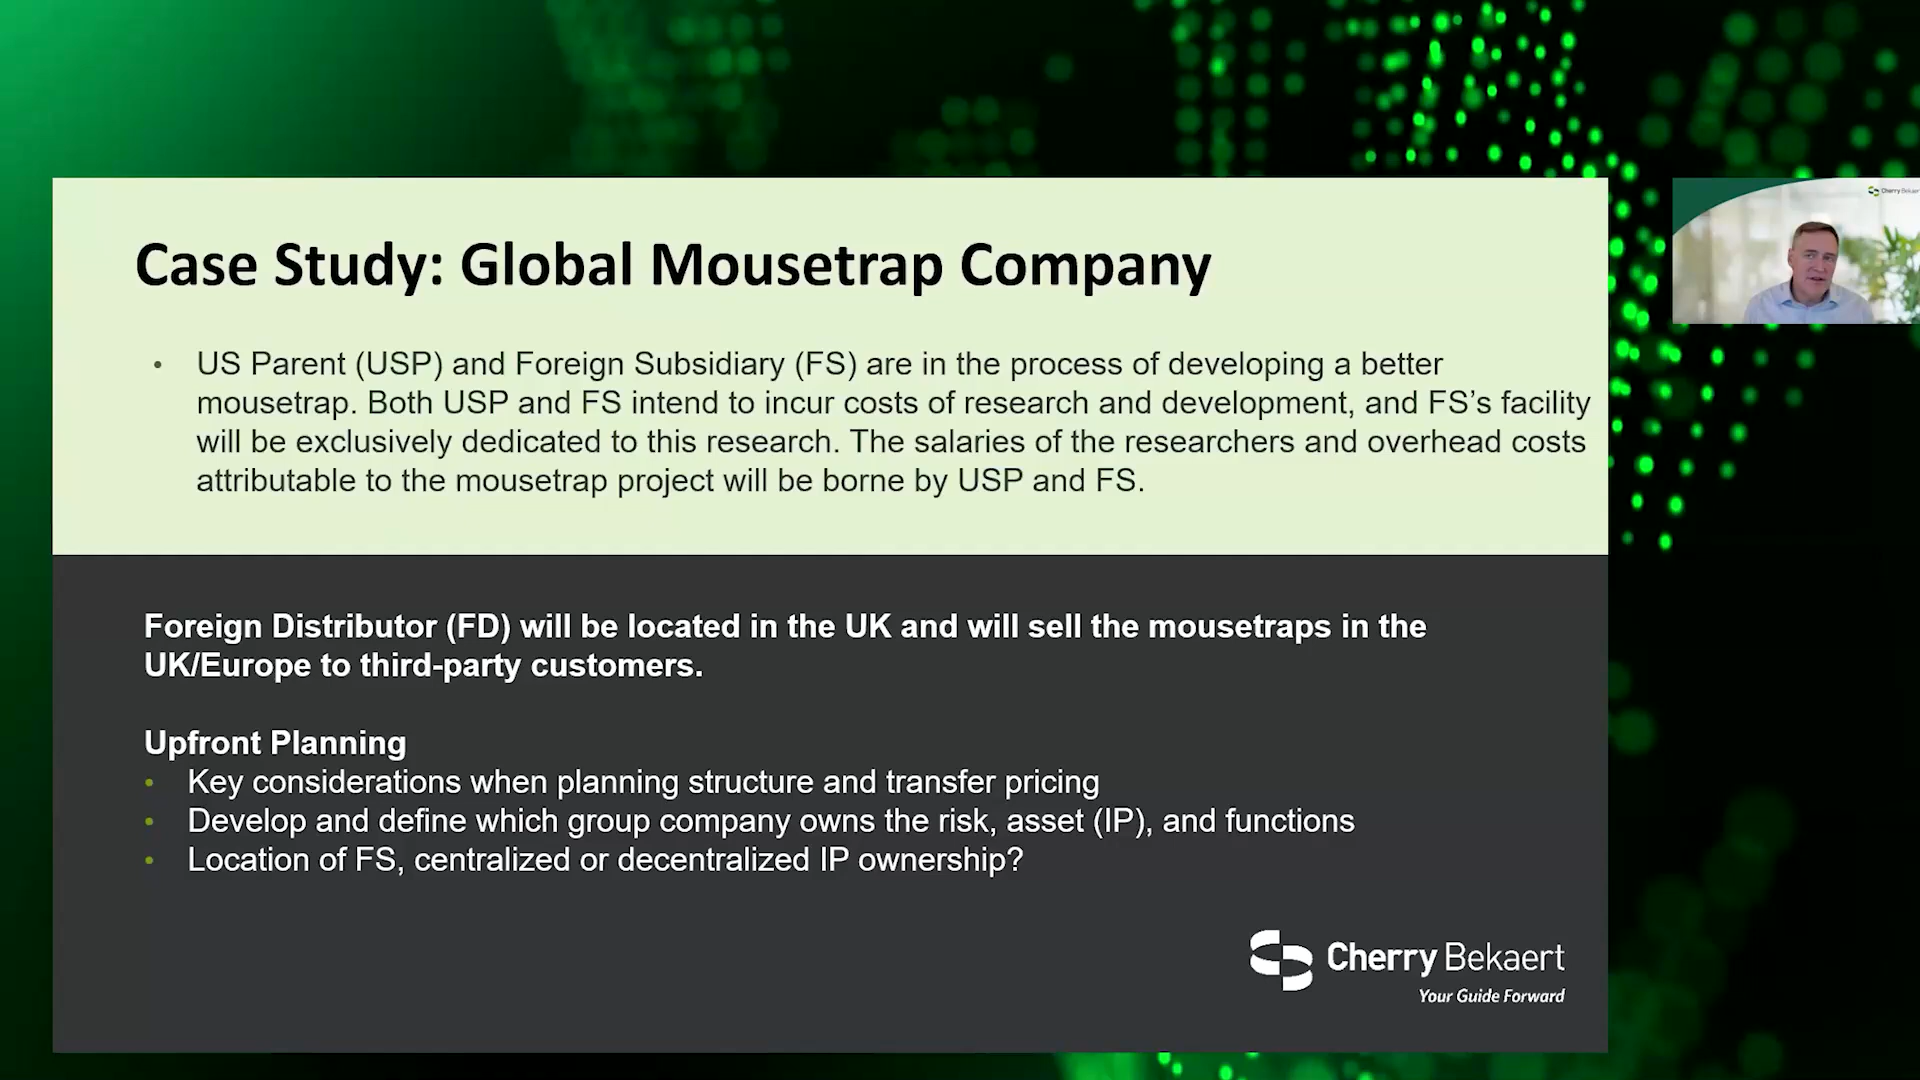 Case Study: Global Mousetrap Company
• US Parent (USP) and Foreign Subsidiary (FS) are in the process of developing a better
mousetrap. Both USP and FS intend to incur costs of research and development, and FS’s facility
will be exclusively dedicated to this research. The salaries of the researchers and overhead costs
attributable to the mousetrap project will be borne by USP and FS.
Foreign Distributor (FD) will be located in the UK and will sell the mousetraps in the
UK/Europe to third-party customers.
Upfront Planning
• Key considerations when planning structure and transfer pricing
• Develop and define which group company owns the risk, asset (IP), and functions
• Location of FS, centralized or decentralized IP ownership?
Cherry Bekaert
Your Guide Forward